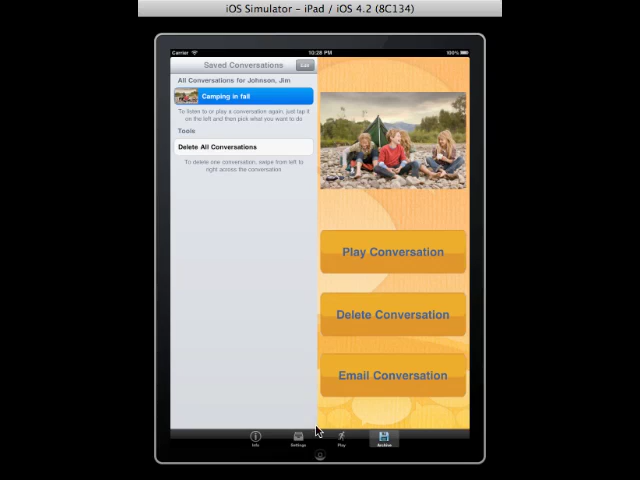 iOS Simulator - iPad / iOS 4.2 (8C134)
Carrier
10:28 PM
100%
Saved Conversations
Edit
All Conversations for Johnson, Jim
Camping in fall
To listen to or play a conversation again, just tap it
on the left and then pick what you want to do
Tools
Delete All Conversations
To delete one conversation, swipe from left to
right across the conversation
Play Conversation
Delete Conversation
Email Conversation
Info
Settings
Play
Archive